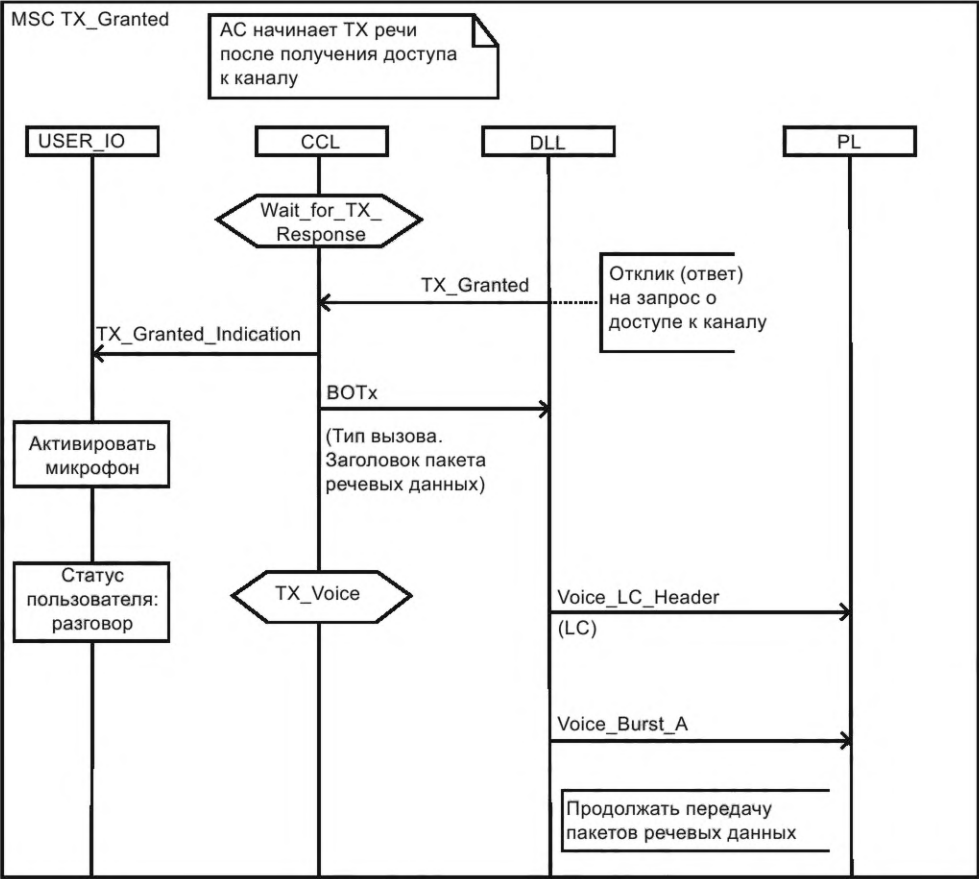 MSC TX_Granted
АС начинает TX речи
после получения доступа
к каналу
USER_IO
CCL
DLL
PL
Wait_for_TX_
Response
TX_Granted
Отклик (ответ)
на запрос о
доступе к каналу
TX_Granted_Indication
BOTx
(Тип вызова.
Заголовок пакета
речевых данных)
Активировать
микрофон
Статус
пользователя:
разговор
TX_Voice
Voice_LC_Header
(LC)
Voice_Burst_A
Продолжать передачу
пакетов речевых данных